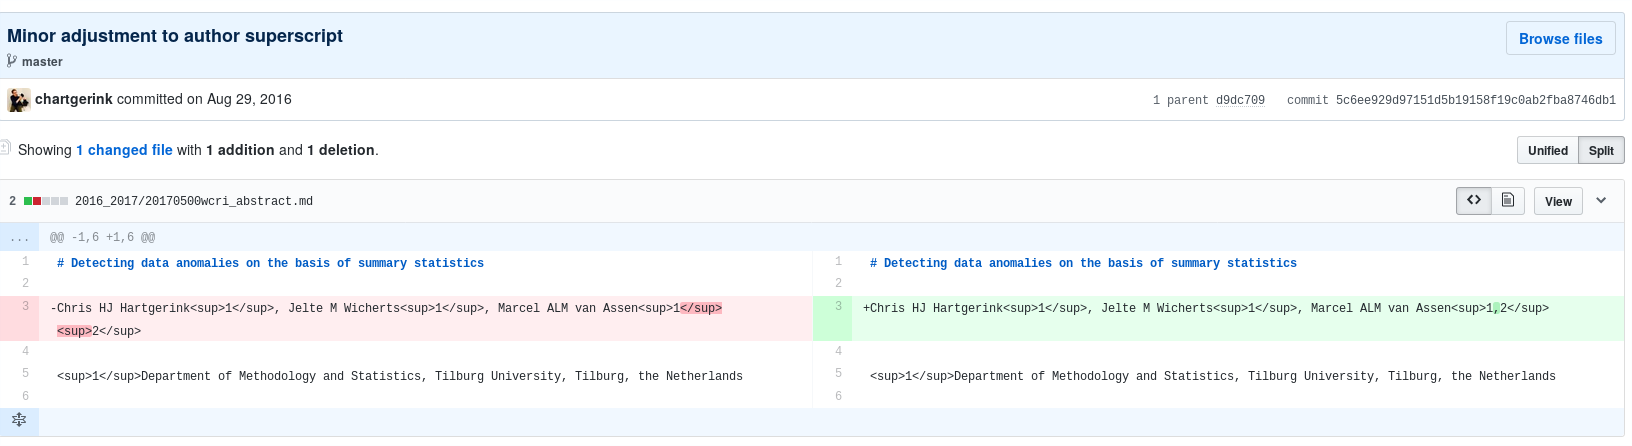 Minor adjustment to author superscript
Browse files
master
chartgerink committed on Aug 29, 2016
1 parent d9dc709 commit 5c6ee929d97151d5b19158f19c0ab2fba8746db1
Showing 1 changed file with 1 addition and 1 deletion.
Unified Split
2 2016_2017/20170500wcri_abstract.md
View
... @@ -1,6 +1,6 @@
1 # Detecting data anomalies on the basis of summary statistics
1 # Detecting data anomalies on the basis of summary statistics
2
2
3 -Chris HJ Hartgerink<sup>1</sup>, Jelte M Wicherts<sup>1</sup>, Marcel ALM van Assen<sup>1</sup>
<sup>2</sup>
3 +Chris HJ Hartgerink<sup>1</sup>, Jelte M Wicherts<sup>1</sup>, Marcel ALM van Assen<sup>1,2</sup>
4
4
5 <sup>1</sup>Department of Methodology and Statistics, Tilburg University, Tilburg, the Netherlands
5 <sup>1</sup>Department of Methodology and Statistics, Tilburg University, Tilburg, the Netherlands
6
6